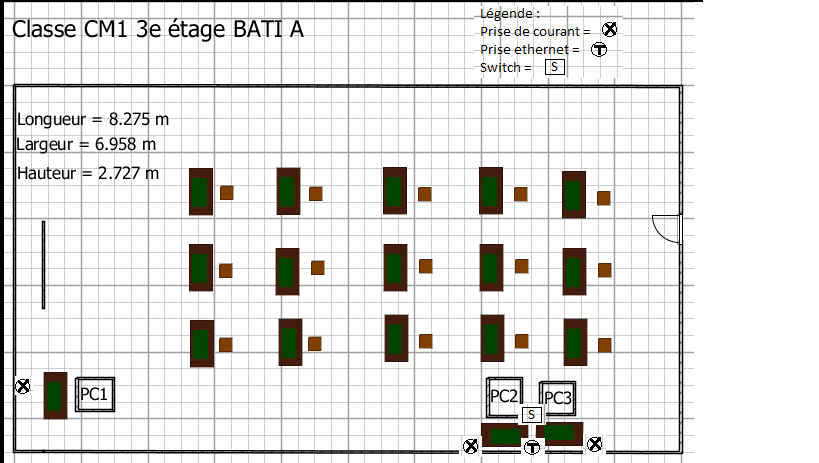 Classe CM1 3e étage BATI A
Légende :
Prise de courant =
Prise ethernet = T
Switch = S
Longueur = 8.275 m
Largeur = 6.958 m
Hauteur = 2.727 m
PC1
PC2
PC3
S
T